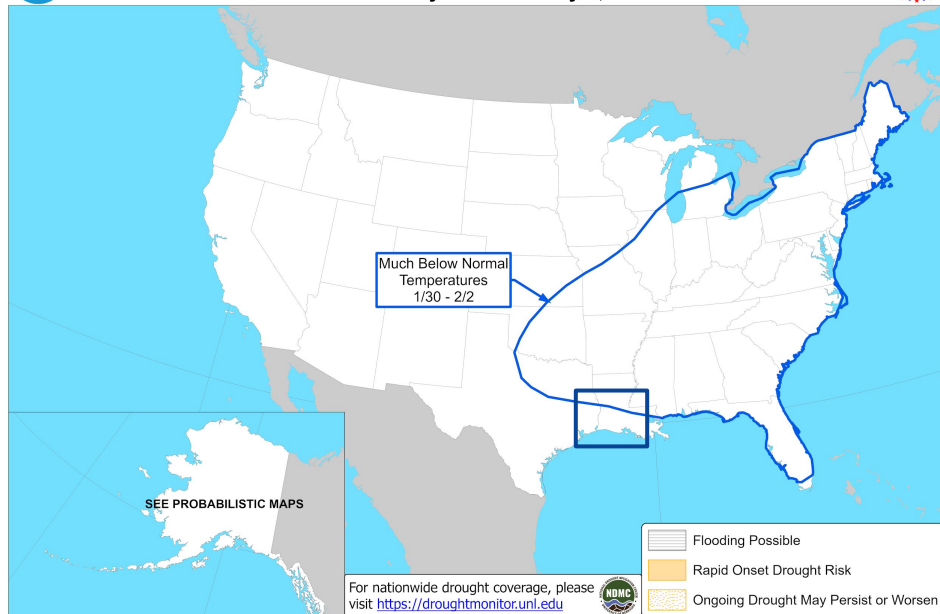 Much Below Normal
Temperatures
1/30 - 2/2
SEE PROBABILISTIC MAPS
For nationwide drought coverage, please
visit https://droughtmonitor.unl.edu
NDMC
Flooding Possible
Rapid Onset Drought Risk
Ongoing Drought May Persist or Worsen